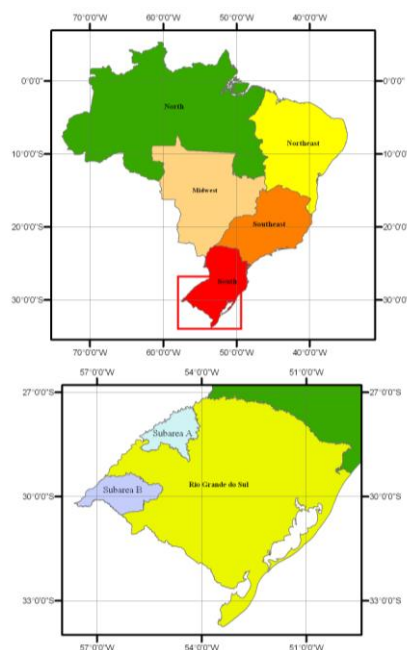 70°0'0"W 60°0'0"W 50°0'0"W 40°0'0"W
0°0'0" 0°0'0"
North
Northeast
10°0'0"S 10°0'0"S
Midwest
20°0'0"S 20°0'0"S
Southeast
South
30°0'0"S 30°0'0"S
70°0'0"W 60°0'0"W 50°0'0"W 40°0'0"W
57°0'0"W 54°0'0"W 51°0'0"W
27°0'0"S 27°0'0"S
Subarea A
Rio Grande do Sul
Subarea B
30°0'0"S 30°0'0"S
33°0'0"S 33°0'0"S
57°0'0"W 54°0'0"W 51°0'0"W